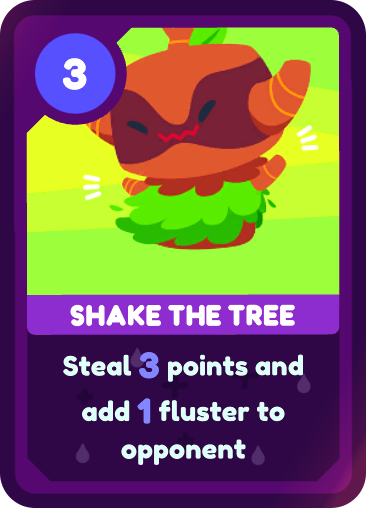 3
SHAKE THE TREE
Steal 3 points and
add 1 fluster to
opponent